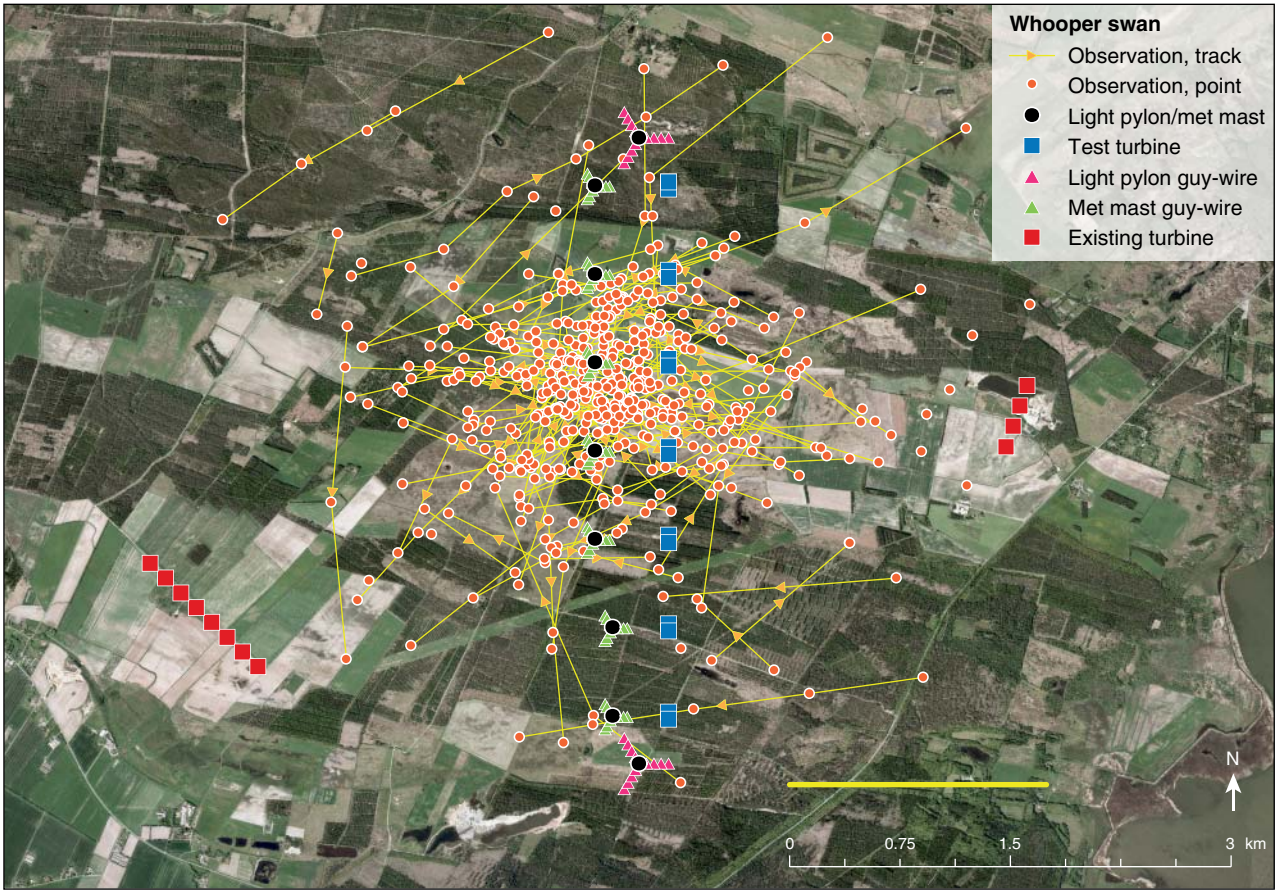 Whooper swan
Observation, track
Observation, point
Light pylon/met mast
Test turbine
Light pylon guy-wire
Met mast guy-wire
Existing turbine
N
0 0.75 1.5 3 km